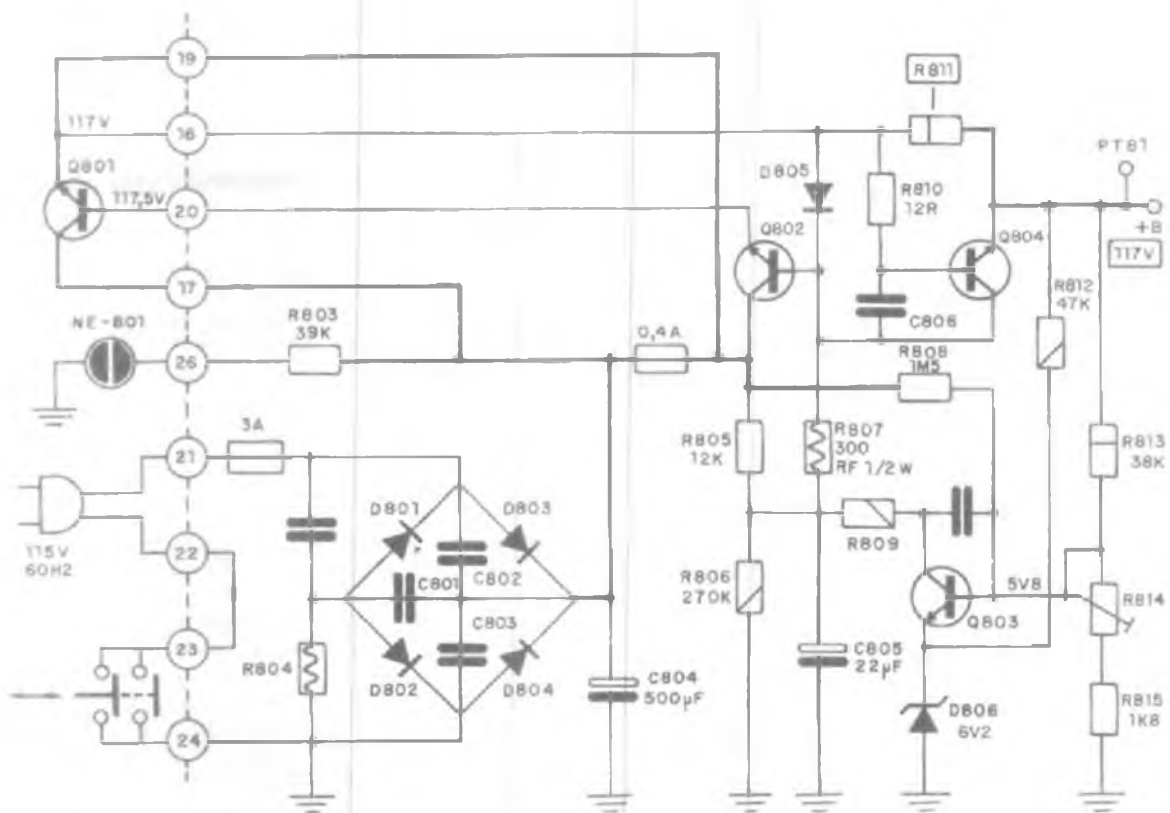 19
R811
16
117V
PT81
Q801
D805
R810
12R
117,5V
20
Q802
Q804
+B
117V
17
R812
47K
NE-801
R803
39K
C806
26
0,4A
R808
1M5
3A
21
R805
12K
R807
300
RF 1/2W
R813
38K
D801
D803
115V
60HZ
22
R809
C801
C802
R806
270K
5V8
R814
C803
Q803
23
R804
D802
D804
C804
500µF
C805
22µF
D806
6V2
R815
1K8
24